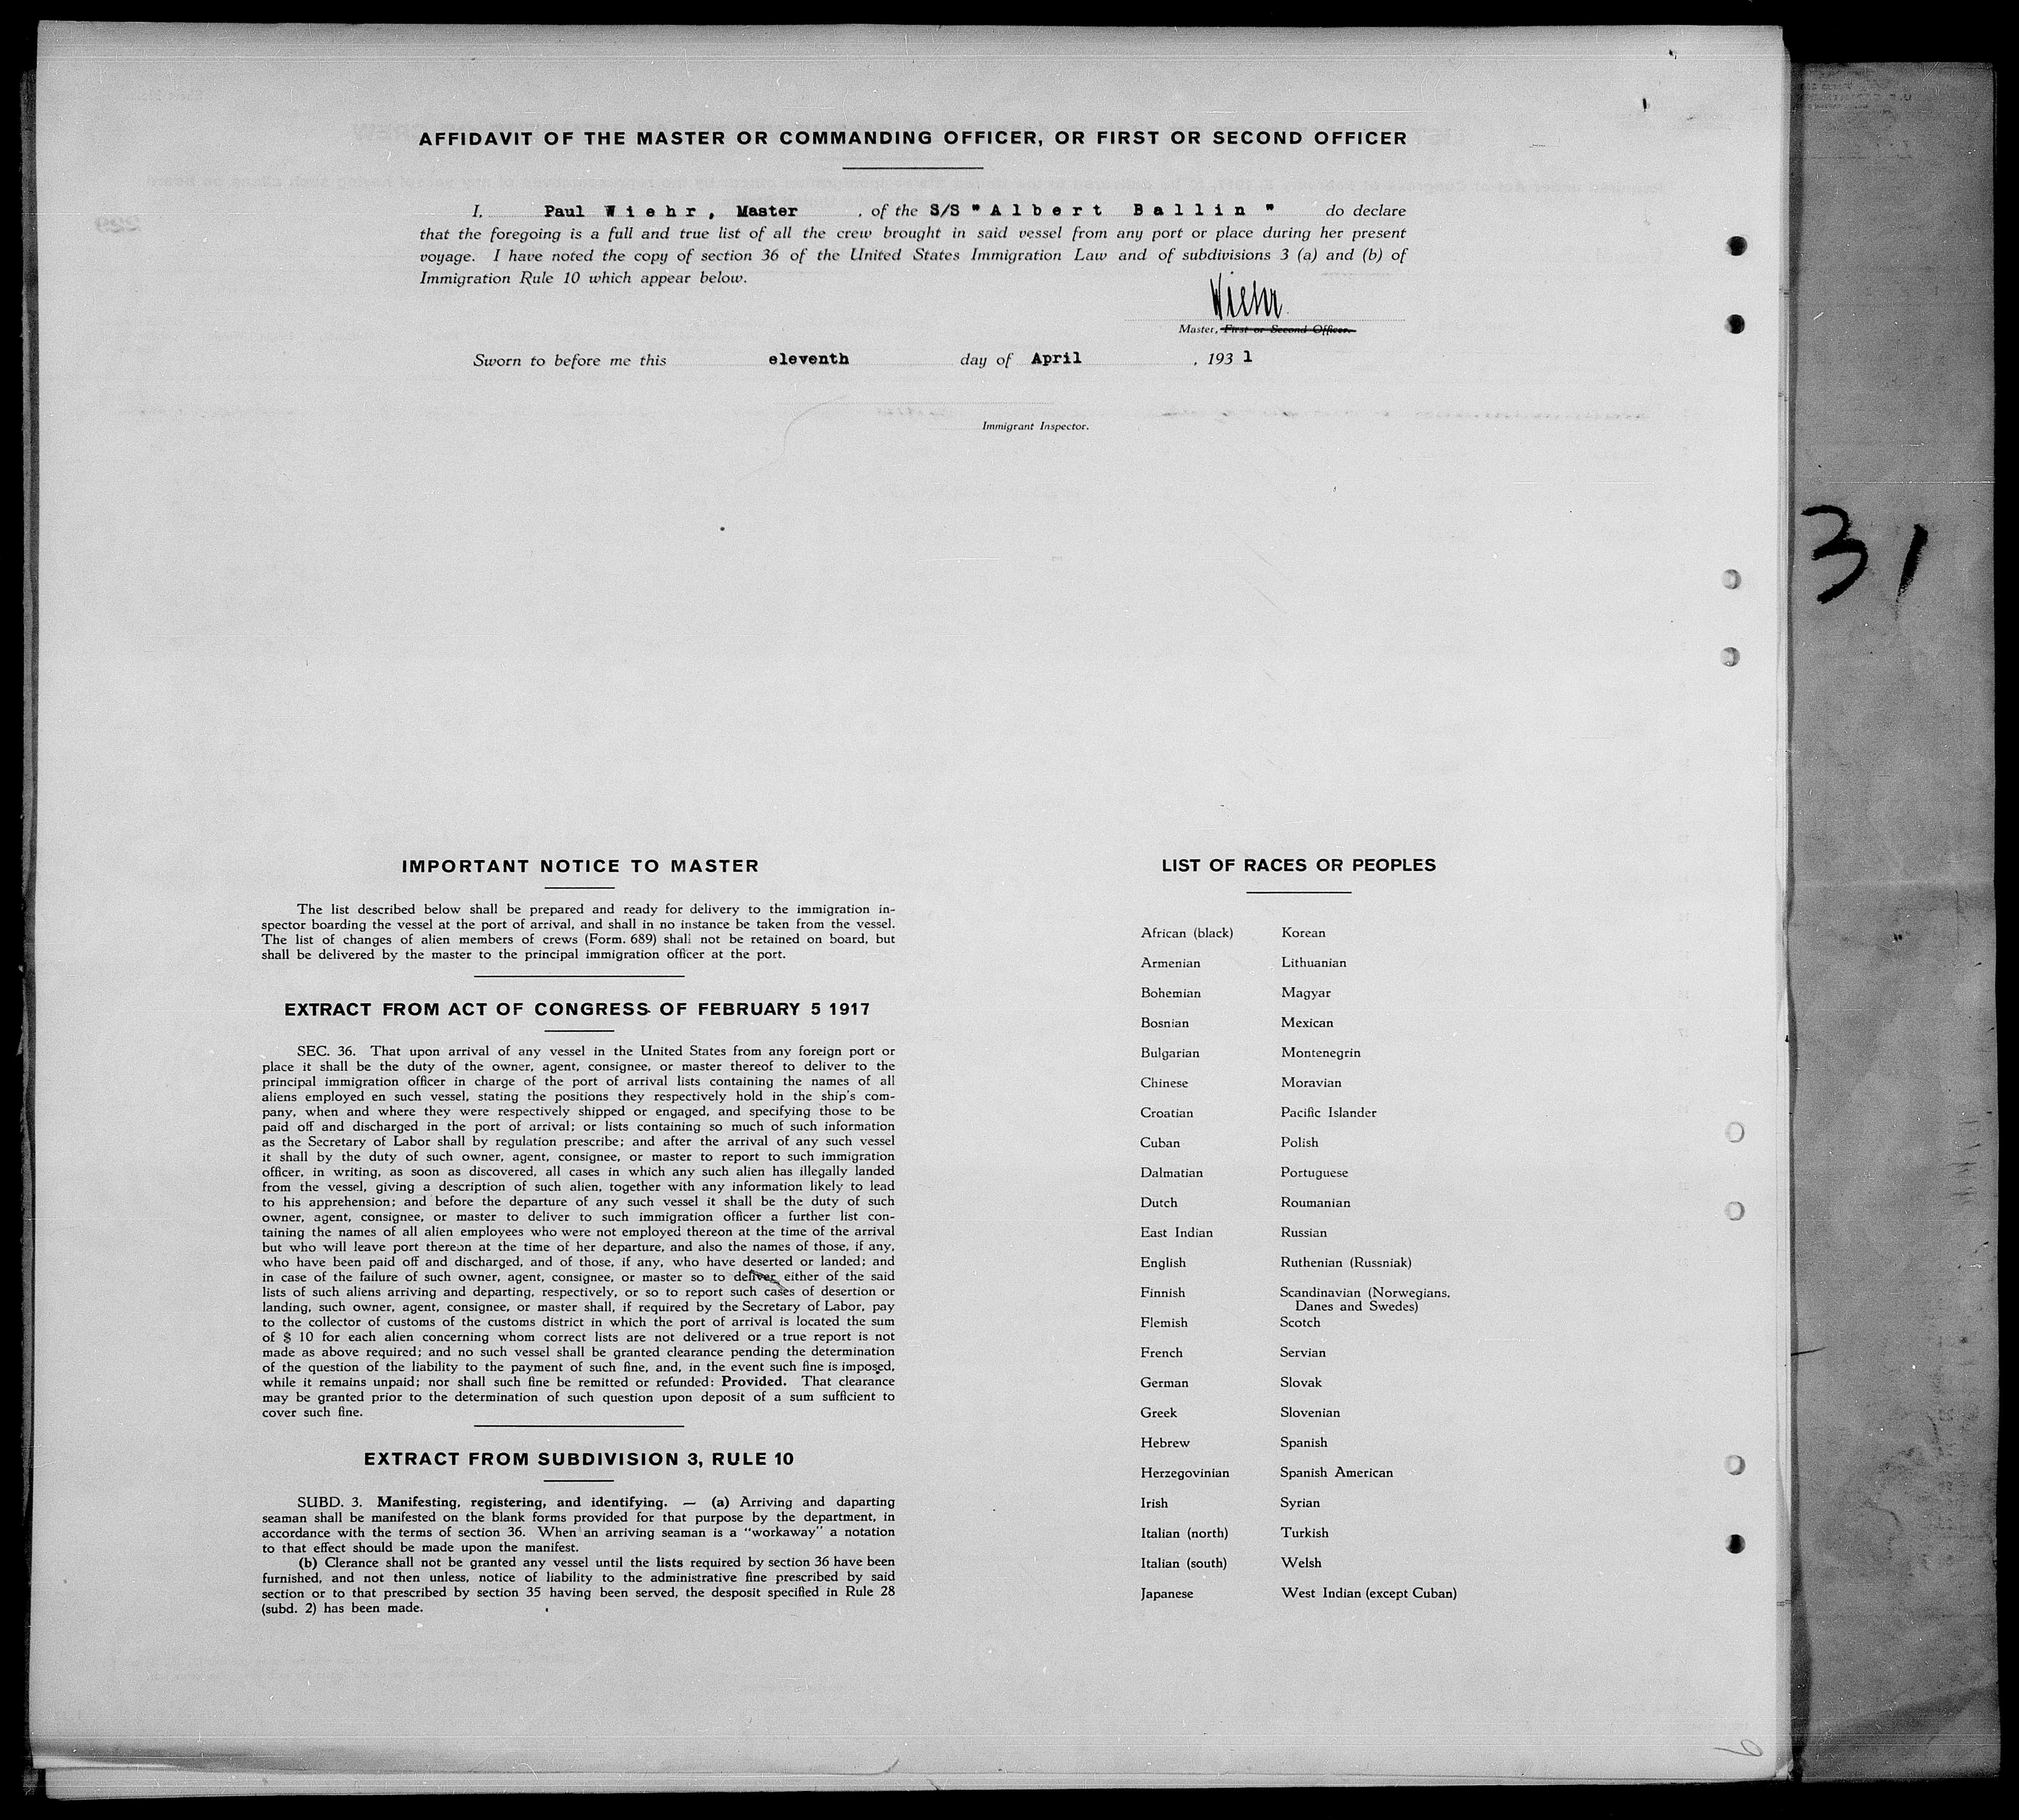 AFFIDAVIT OF THE MASTER OR COMMANDING OFFICER, OR FIRST OR SECOND OFFICER
I, Paul Wiehr, Master, of the S/S "Albert Ballin" do declare
that the foregoing is a full and true list of all the crew brought in said vessel from any port or place during her present
voyage. I have noted the copy of section 36 of the United States Immigration Law and of subdivisions 3 (a) and (b) of
Immigration Rule 10 which appear below.
Wiehr.
Master, First or Second Officer.
Sworn to before me this eleventh day of April, 1931
Immigrant Inspector.
31
IMPORTANT NOTICE TO MASTER
The list described below shall be prepared and ready for delivery to the immigration in-
spector boarding the vessel at the port of arrival, and shall in no instance be taken from the vessel.
The list of changes of alien members of crews (Form. 689) shall not be retained on board, but
shall be delivered by the master to the principal immigration officer at the port.
EXTRACT FROM ACT OF CONGRESS OF FEBRUARY 5 1917
SEC. 36. That upon arrival of any vessel in the United States from any foreign port or
place it shall be the duty of the owner, agent, consignee, or master thereof to deliver to the
principal immigration officer in charge of the port of arrival lists containing the names of all
aliens employed en such vessel, stating the positions they respectively hold in the ship's com-
pany, when and where they were respectively shipped or engaged, and specifying those to be
paid off and discharged in the port of arrival; or lists containing so much of such information
as the Secretary of Labor shall by regulation prescribe; and after the arrival of any such vessel
it shall by the duty of such owner, agent, consignee, or master to report to such immigration
officer, in writing, as soon as discovered, all cases in which any such alien has illegally landed
from the vessel, giving a description of such alien, together with any information likely to lead
to his apprehension; and before the departure of any such vessel it shall be the duty of such
owner, agent, consignee, or master to deliver to such immigration officer a further list con-
taining the names of all alien employees who were not employed thereon at the time of the arrival
but who will leave port thereon at the time of her departure, and also the names of those, if any,
who have been paid off and discharged, and of those, if any, who have deserted or landed; and
in case of the failure of such owner, agent, consignee, or master so to deliver either of the said
lists of such aliens arriving and departing, respectively, or so to report such cases of desertion or
landing, such owner, agent, consignee, or master shall, if required by the Secretary of Labor, pay
to the collector of customs of the customs district in which the port of arrival is located the sum
of $ 10 for each alien concerning whom correct lists are not delivered or a true report is not
made as above required; and no such vessel shall be granted clearance pending the determination
of the question of the liability to the payment of such fine, and, in the event such fine is imposed,
while it remains unpaid; nor shall such fine be remitted or refunded: Provided. That clearance
may be granted prior to the determination of such question upon deposit of a sum sufficient to
cover such fine.
EXTRACT FROM SUBDIVISION 3, RULE 10
SUBD. 3. Manifesting, registering, and identifying. — (a) Arriving and daparting
seaman shall be manifested on the blank forms provided for that purpose by the department, in
accordance with the terms of section 36. When an arriving seaman is a "workaway" a notation
to that effect should be made upon the manifest.
(b) Clerance shall not be granted any vessel until the lists required by section 36 have been
furnished, and not then unless, notice of liability to the administrative fine prescribed by said
section or to that prescribed by section 35 having been served, the desposit specified in Rule 28
(subd. 2) has been made.
LIST OF RACES OR PEOPLES
African (black) Korean
Armenian Lithuanian
Bohemian Magyar
Bosnian Mexican
Bulgarian Montenegrin
Chinese Moravian
Croatian Pacific Islander
Cuban Polish
Dalmatian Portuguese
Dutch Roumanian
East Indian Russian
English Ruthenian (Russniak)
Finnish Scandinavian (Norwegians,
Danes and Swedes)
Flemish Scotch
French Servian
German Slovak
Greek Slovenian
Hebrew Spanish
Herzegovinian Spanish American
Irish Syrian
Italian (north) Turkish
Italian (south) Welsh
Japanese West Indian (except Cuban)